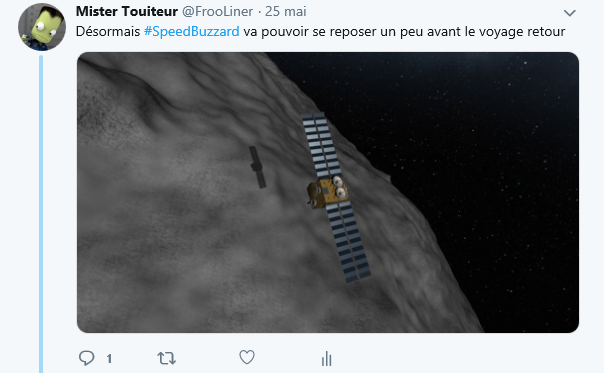 Mister Touiteur @FrooLiner · 25 mai
Désormais #SpeedBuzzard va pouvoir se reposer un peu avant le voyage retour
1